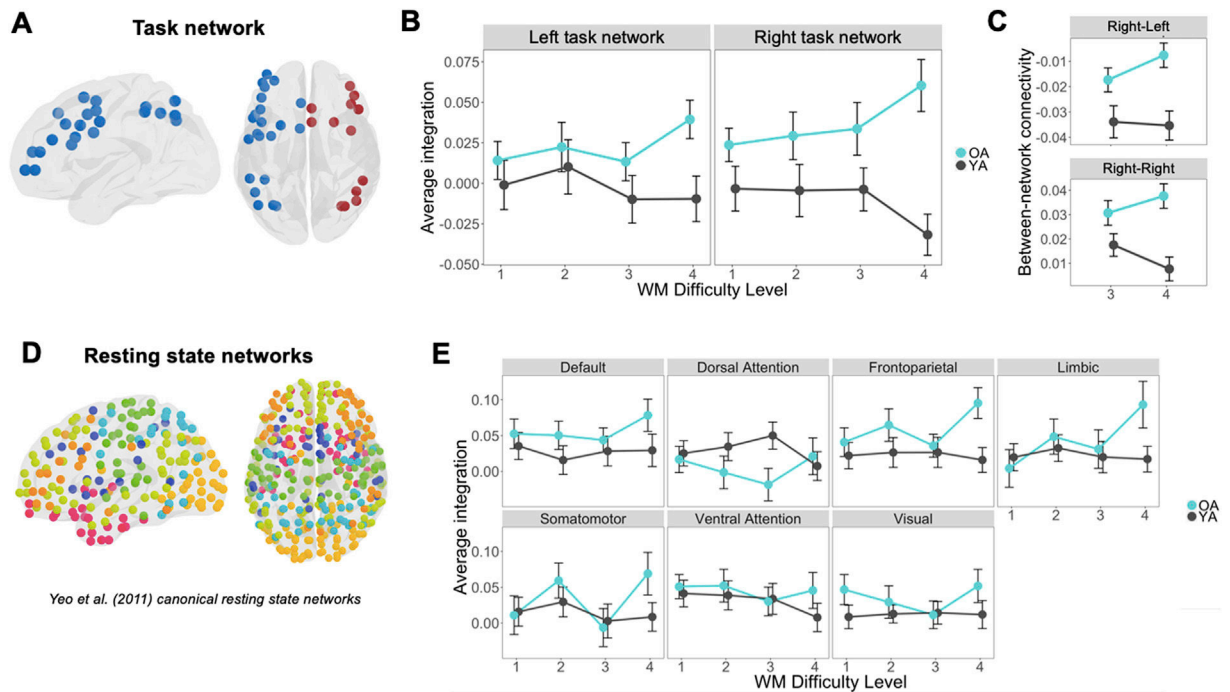 A
Task network
B
Left task network
Right task network
Average integration
0.075
0.050
0.025
0.000
-0.025
-0.050
1
2
3
4
1
2
3
4
WM Difficulty Level
OA
YA
C
Right-Left
Between-network connectivity
-0.01
-0.02
-0.03
-0.04
Right-Right
0.04
0.03
0.02
0.01
3
4
D
Resting state networks
Yeo et al. (2011) canonical resting state networks
E
Default
Dorsal Attention
Frontoparietal
Limbic
Average integration
0.10
0.05
0.00
1
2
3
4
Somatomotor
Ventral Attention
Visual
0.10
0.05
0.00
1
2
3
4
1
2
3
4
1
2
3
4
WM Difficulty Level
OA
YA